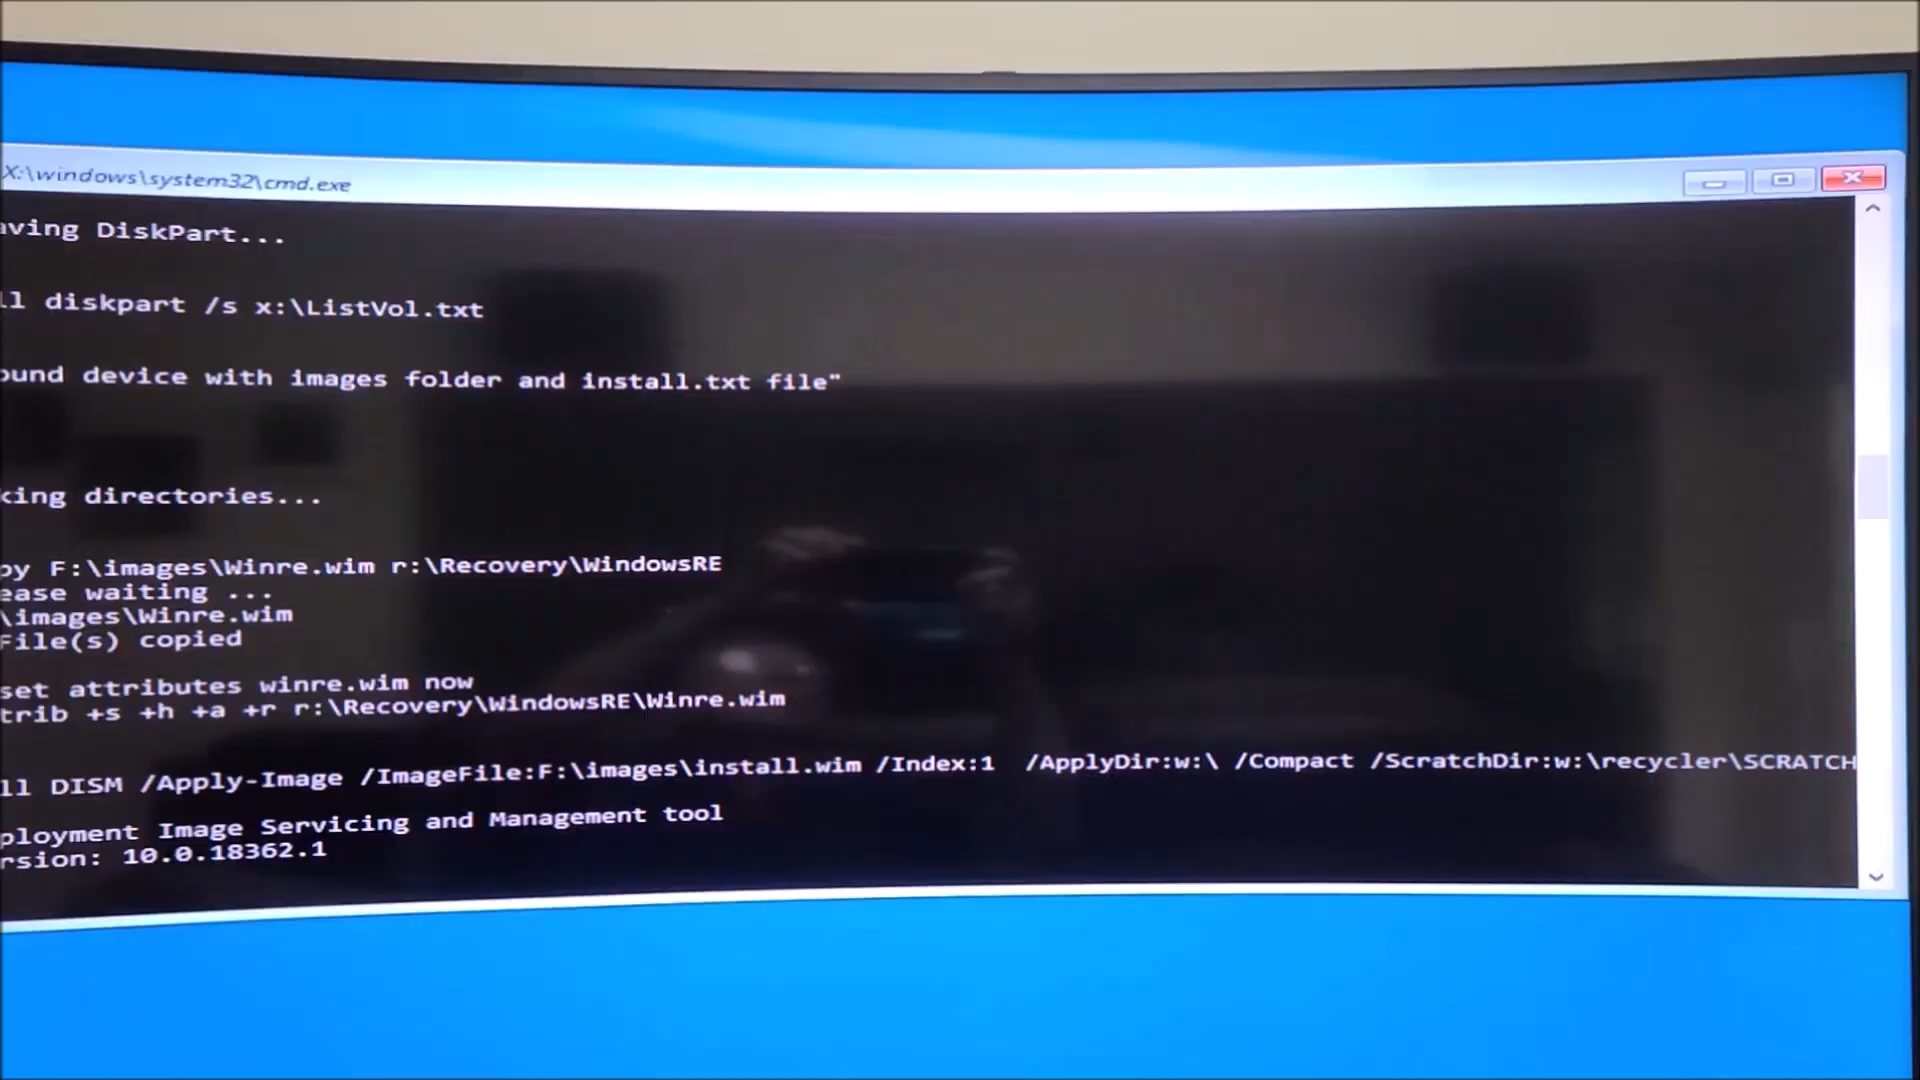 X:\windows\system32\cmd.exe
aving DiskPart...
ll diskpart /s x:\ListVol.txt
ound device with images folder and install.txt file"
king directories...
py F:\images\Winre.wim r:\Recovery\WindowsRE
ease waiting ...
\images\Winre.wim
File(s) copied
set attributes winre.wim now
trib +s +h +a +r r:\Recovery\WindowsRE\Winre.wim
ll DISM /Apply-Image /ImageFile:F:\images\install.wim /Index:1  /ApplyDir:w:\ /Compact /ScratchDir:w:\recycler\SCRATCH
ployment Image Servicing and Management tool
rsion: 10.0.18362.1